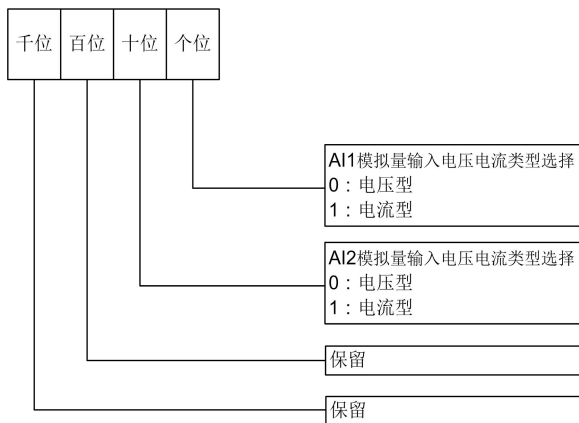 千位 百位 十位 个位
AI1模拟量输入电压电流类型选择
0：电压型
1：电流型
AI2模拟量输入电压电流类型选择
0：电压型
1：电流型
保留
保留